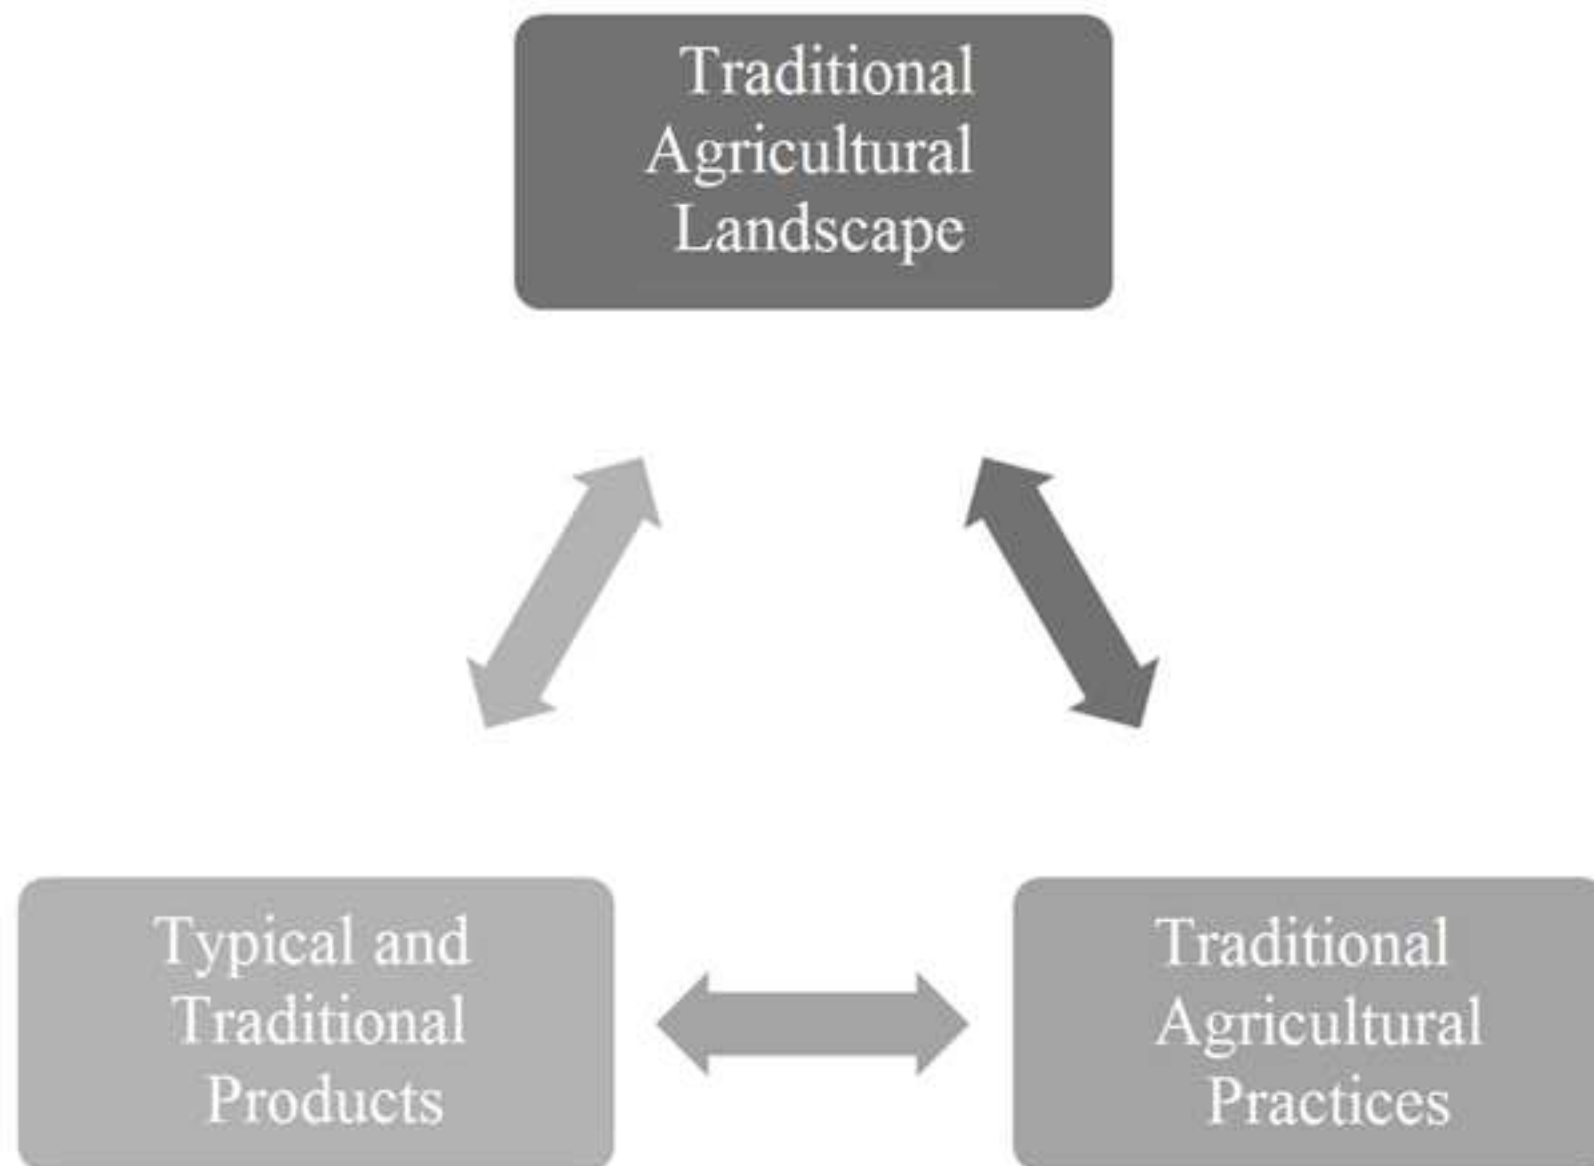 Traditional
Agricultural
Landscape
Typical and
Traditional
Products
Traditional
Agricultural
Practices